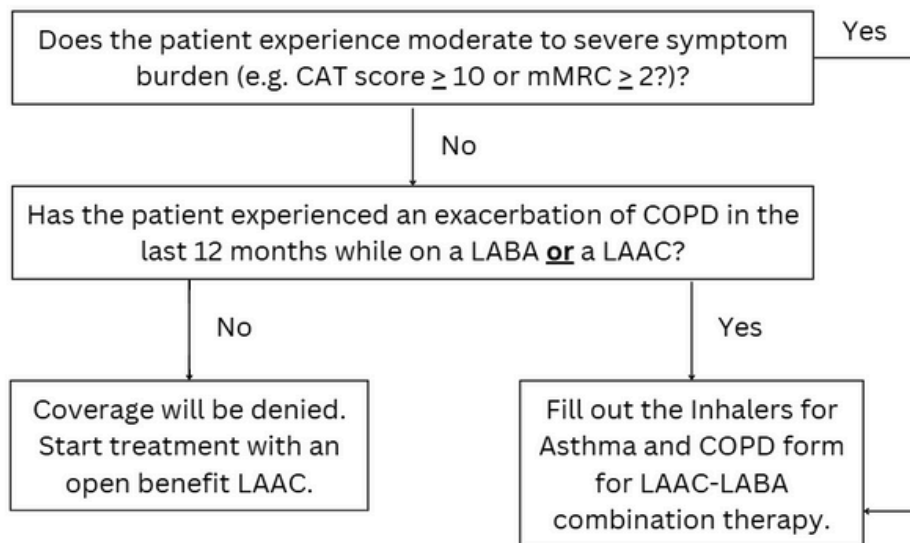 Does the patient experience moderate to severe symptom
burden (e.g. CAT score ≥ 10 or mMRC ≥ 2?)?
Yes
No
Has the patient experienced an exacerbation of COPD in the
last 12 months while on a LABA or a LAAC?
No
Yes
Coverage will be denied.
Start treatment with an
open benefit LAAC.
Fill out the Inhalers for
Asthma and COPD form
for LAAC-LABA
combination therapy.